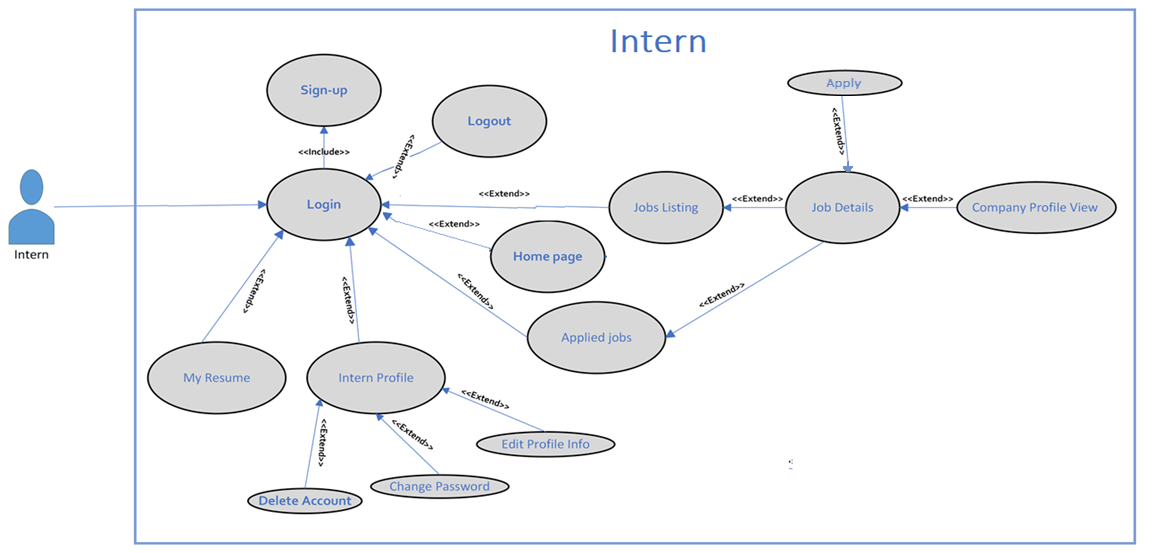 Intern
Sign-up
Logout
Apply
<<Include>>
<<Extend>>
<<Extend>>
Login
<<Extend>>
Jobs Listing
<<Extend>>
Job Details
<<Extend>>
Company Profile View
<<Extend>>
Home page
Intern
<<Extend>>
<<Extend>>
<<Extend>>
<<Extend>>
Applied jobs
My Resume
Intern Profile
<<Extend>>
Edit Profile Info
<<Extend>>
<<Extend>>
Change Password
Delete Account